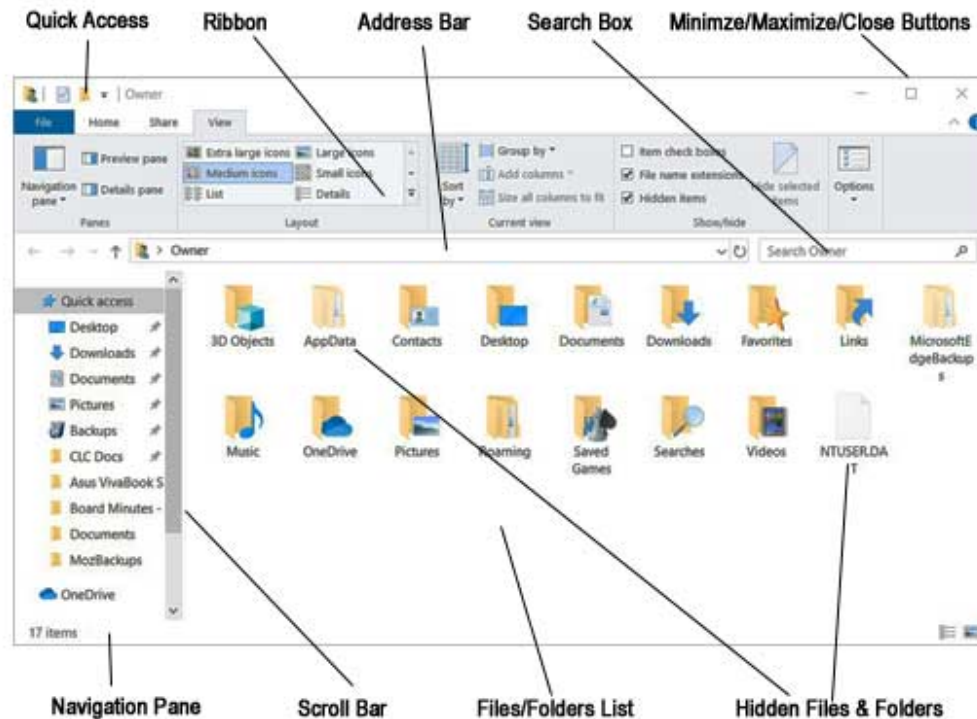 Quick Access Ribbon Address Bar Search Box Minimze/Maximize/Close Buttons
Owner
File Home Share View
Preview pane Extra large icons Large icons Group by Item check boxes
Navigation pane Details pane Medium icons Small icons Sort by Add columns File name extensions Hide selected items Options
List Details Size all columns to fit Hidden items
Panes Layout Current view Show/hide
Owner Search Owner
Quick access
Desktop
Downloads
Documents
Pictures
Backups
CLC Docs
Asus VivaBook S
Board Minutes -
Documents
MozBackups
OneDrive
3D Objects AppData Contacts Desktop Documents Downloads Favorites Links MicrosoftE
dgeBackup
s
Music OneDrive Pictures Roaming Saved Searches Videos NTUSER.DA
Games T
17 items
Navigation Pane Scroll Bar Files/Folders List Hidden Files & Folders